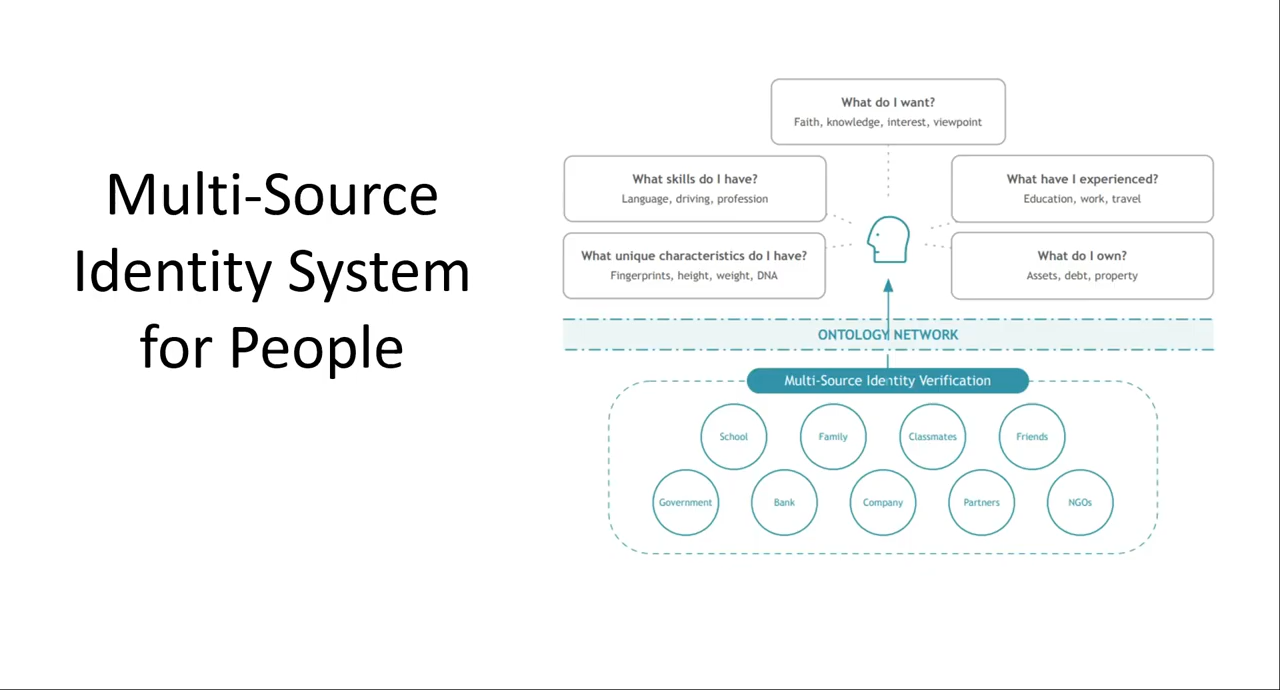 Multi-Source
Identity System
for People
What do I want?
Faith, knowledge, interest, viewpoint
What skills do I have?
Language, driving, profession
What have I experienced?
Education, work, travel
What unique characteristics do I have?
Fingerprints, height, weight, DNA
What do I own?
Assets, debt, property
ONTOLOGY NETWORK
Multi-Source Identity Verification
School
Family
Classmates
Friends
Government
Bank
Company
Partners
NGOs